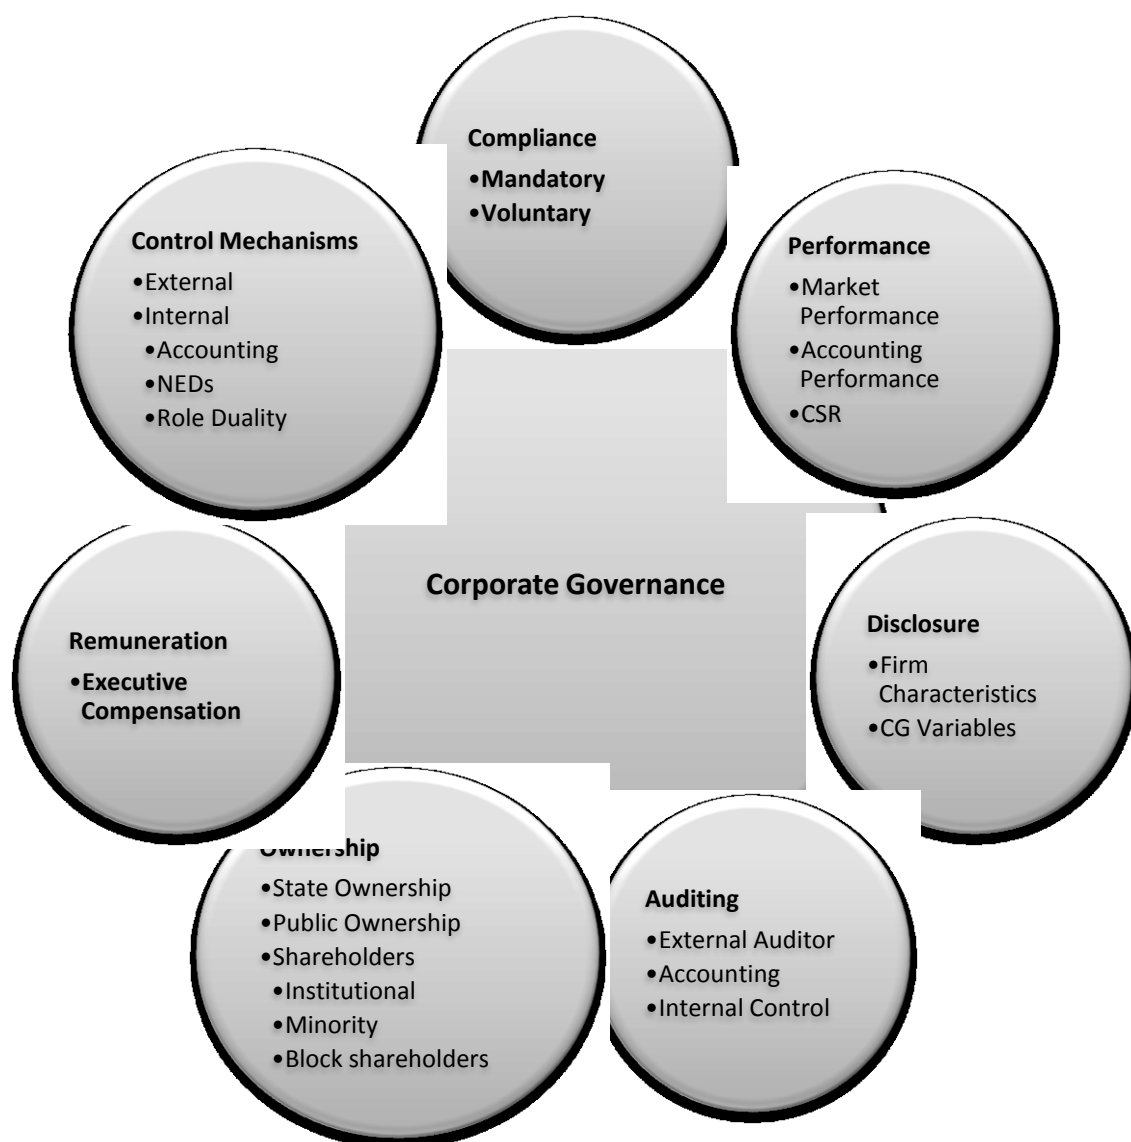 Compliance
•Mandatory
•Voluntary
Control Mechanisms
•External
•Internal
•Accounting
•NEDs
•Role Duality
Performance
•Market
Performance
•Accounting
Performance
•CSR
Corporate Governance
Remuneration
•Executive
Compensation
Disclosure
•Firm
Characteristics
•CG Variables
Ownership
•State Ownership
•Public Ownership
•Shareholders
•Institutional
•Minority
•Block shareholders
Auditing
•External Auditor
•Accounting
•Internal Control